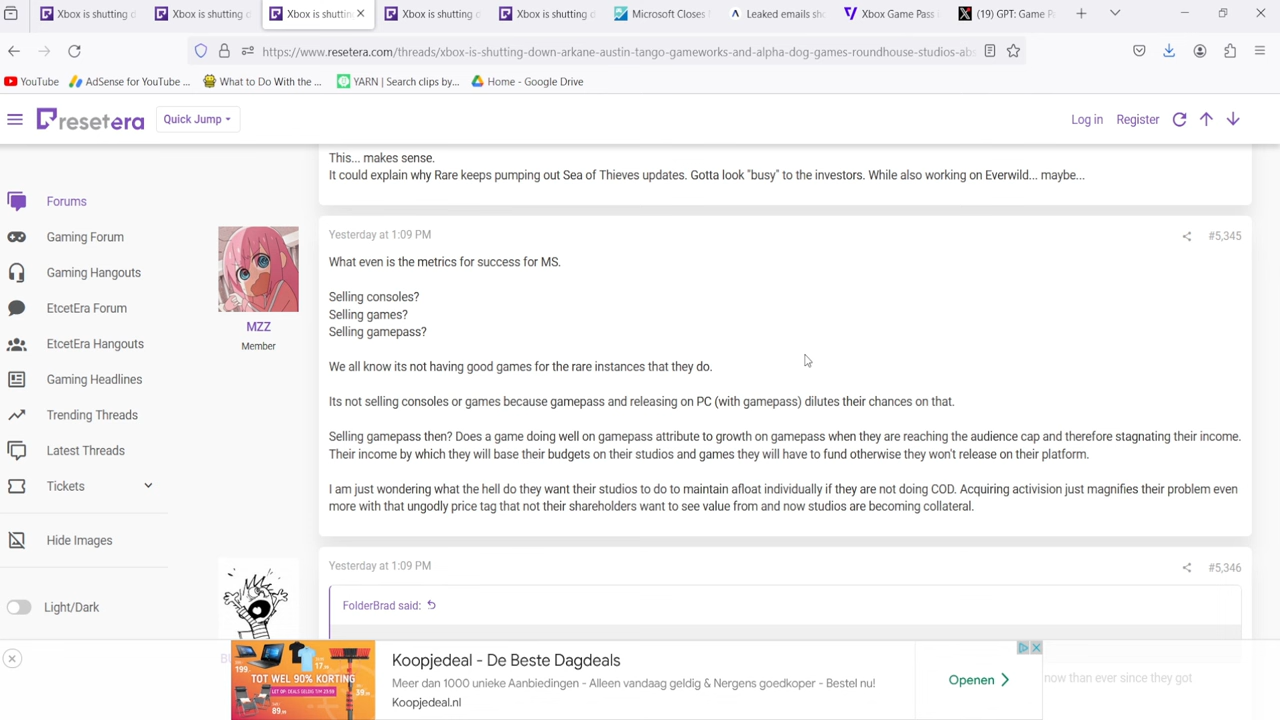 Xbox is shutting d
Xbox is shutting d
Xbox is shutting
Xbox is shutting d
Xbox is shutting d
Microsoft Closes
Leaked emails sho
Xbox Game Pass
(19) GPT: Game P
https://www.resetera.com/threads/xbox-is-shutting-down-arkane-austin-tango-gameworks-and-alpha-dog-games-roundhouse-studios-abs
YouTube
AdSense for YouTube ...
What to Do With the ...
YARN | Search clips by...
Home - Google Drive
resetera
Quick Jump
Log in
Register
Forums
Gaming Forum
Gaming Hangouts
EtcetEra Forum
EtcetEra Hangouts
Gaming Headlines
Trending Threads
Latest Threads
Tickets
Hide Images
Light/Dark
This... makes sense.
It could explain why Rare keeps pumping out Sea of Thieves updates. Gotta look "busy" to the investors. While also working on Everwild... maybe...
MZZ
Member
Yesterday at 1:09 PM
#5,345
What even is the metrics for success for MS.
Selling consoles?
Selling games?
Selling gamepass?
We all know its not having good games for the rare instances that they do.
Its not selling consoles or games because gamepass and releasing on PC (with gamepass) dilutes their chances on that.
Selling gamepass then? Does a game doing well on gamepass attribute to growth on gamepass when they are reaching the audience cap and therefore stagnating their income.
Their income by which they will base their budgets on their studios and games they will have to fund otherwise they won't release on their platform.
I am just wondering what the hell do they want their studios to do to maintain afloat individually if they are not doing COD. Acquiring activision just magnifies their problem even
more with that ungodly price tag that not their shareholders want to see value from and now studios are becoming collateral.
Yesterday at 1:09 PM
#5,346
FolderBrad said:
now than ever since they got
TOT WEL 90% KORTING
Koopjedeal - De Beste Dagdeals
Meer dan 1000 unieke Aanbiedingen - Alleen vandaag geldig & Nergens goedkoper - Bestel nu!
Koopjedeal.nl
Openen